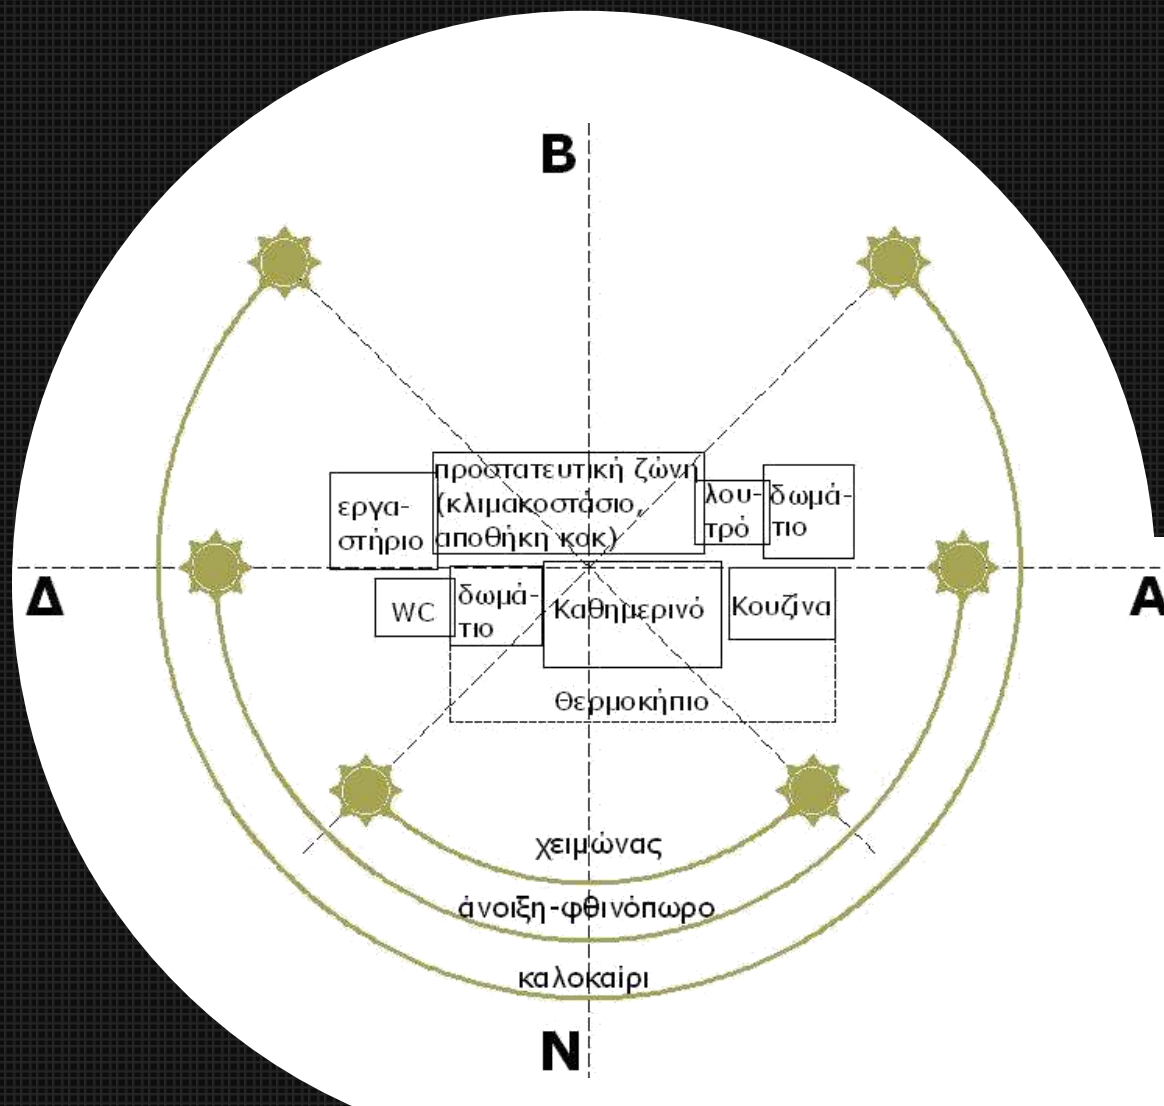 Β
προστατευτική ζώνη
(κλιμακοστάσιο,
αποθήκη κοκ)
εργα-
στήριο
λου-
τρό
δωμά-
τιο
Δ
Α
WC
δωμά-
τιο
Καθημερινό
Κουζίνα
Θερμοκήπιο
χειμώνας
άνοιξη-φθινόπωρο
καλοκαίρι
Ν